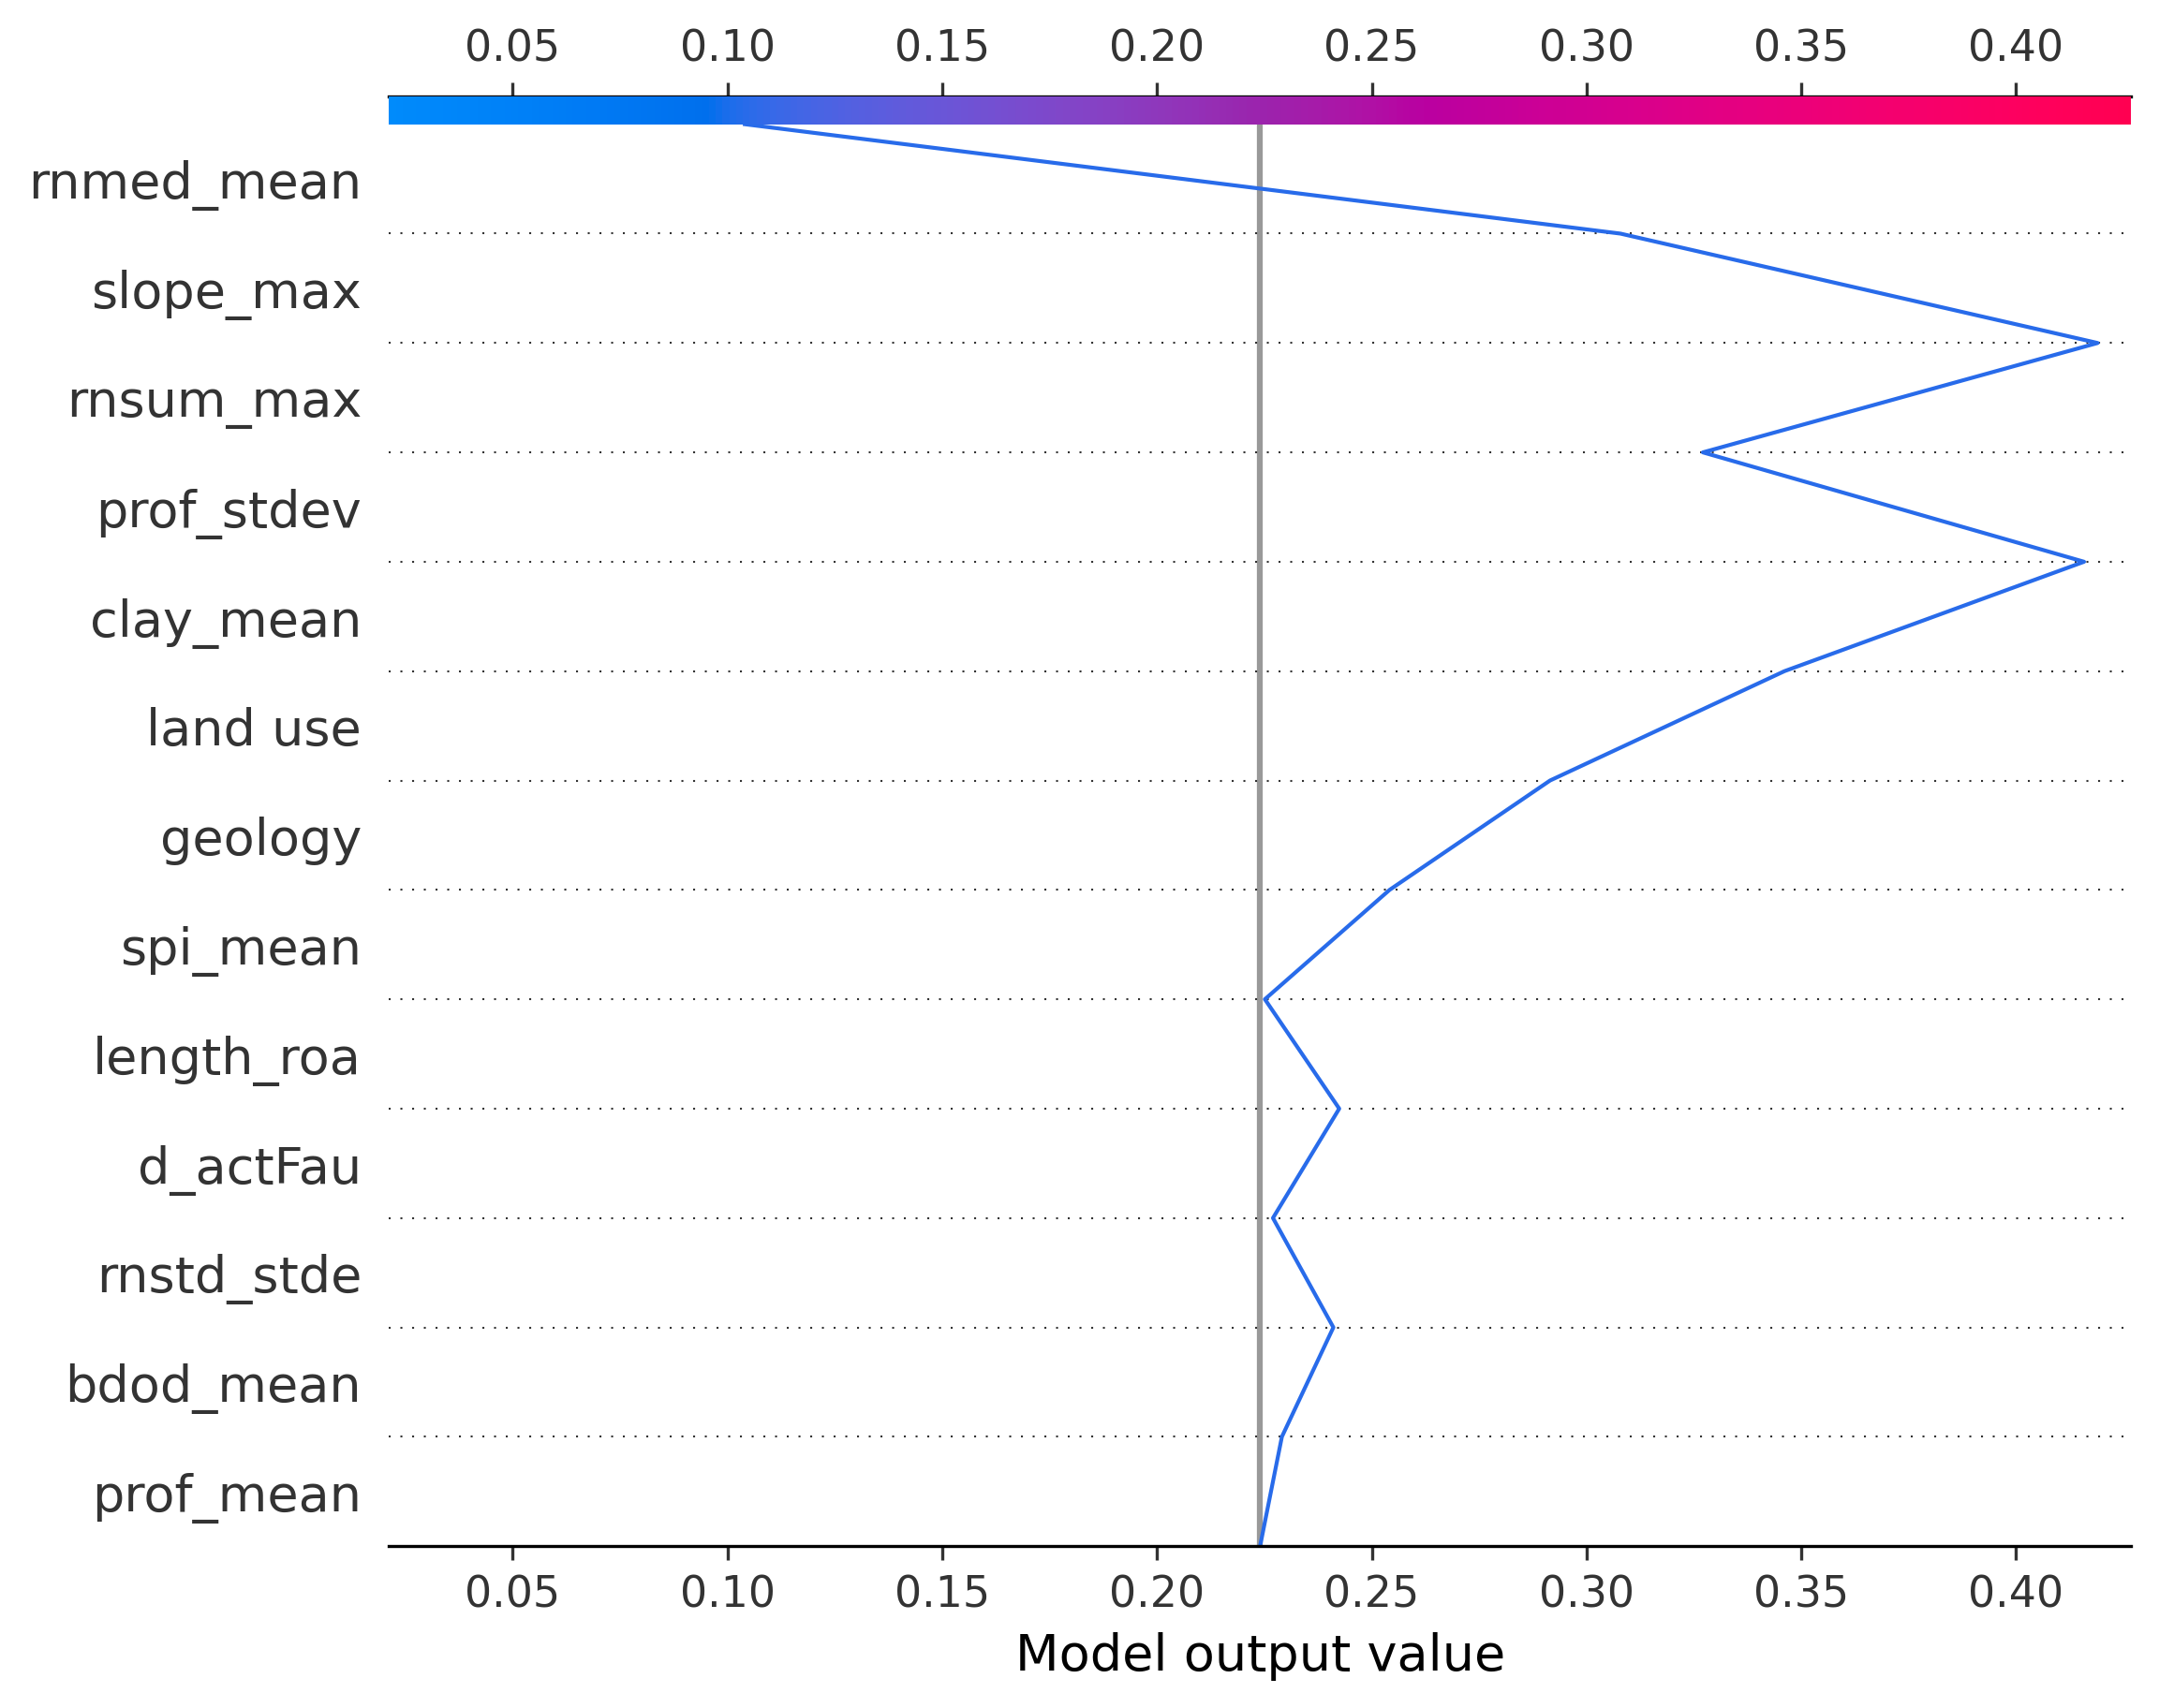 0.05 0.10 0.15 0.20 0.25 0.30 0.35 0.40
rnmed_mean
slope_max
rnsum_max
prof_stdev
clay_mean
land use
geology
spi_mean
length_roa
d_actFau
rnstd_stde
bdod_mean
prof_mean
0.05 0.10 0.15 0.20 0.25 0.30 0.35 0.40
Model output value